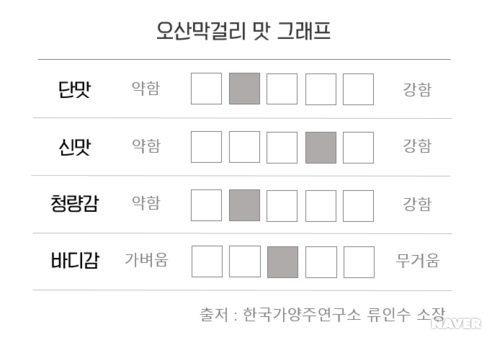 오산막걸리 맛 그래프
단맛 약함 강함
신맛 약함 강함
청량감 약함 강함
바디감 가벼움 무거움
출저 : 한국가양주연구소 류인수 소장
NAVER